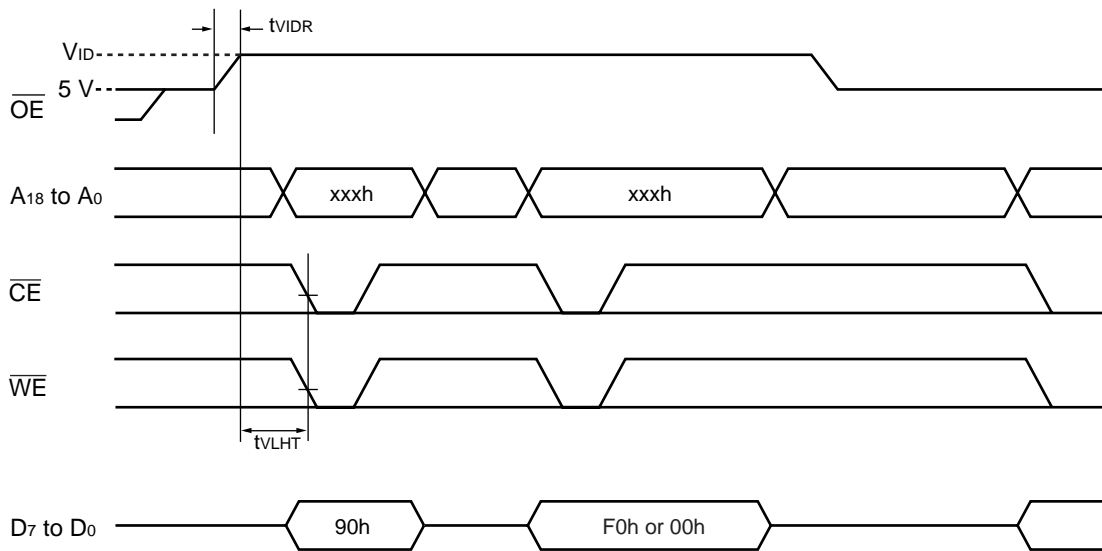 tVIDR
VID
5 V
OE
A18 to A0
xxxh
xxxh
CE
WE
tVLHT
D7 to D0
90h
F0h or 00h